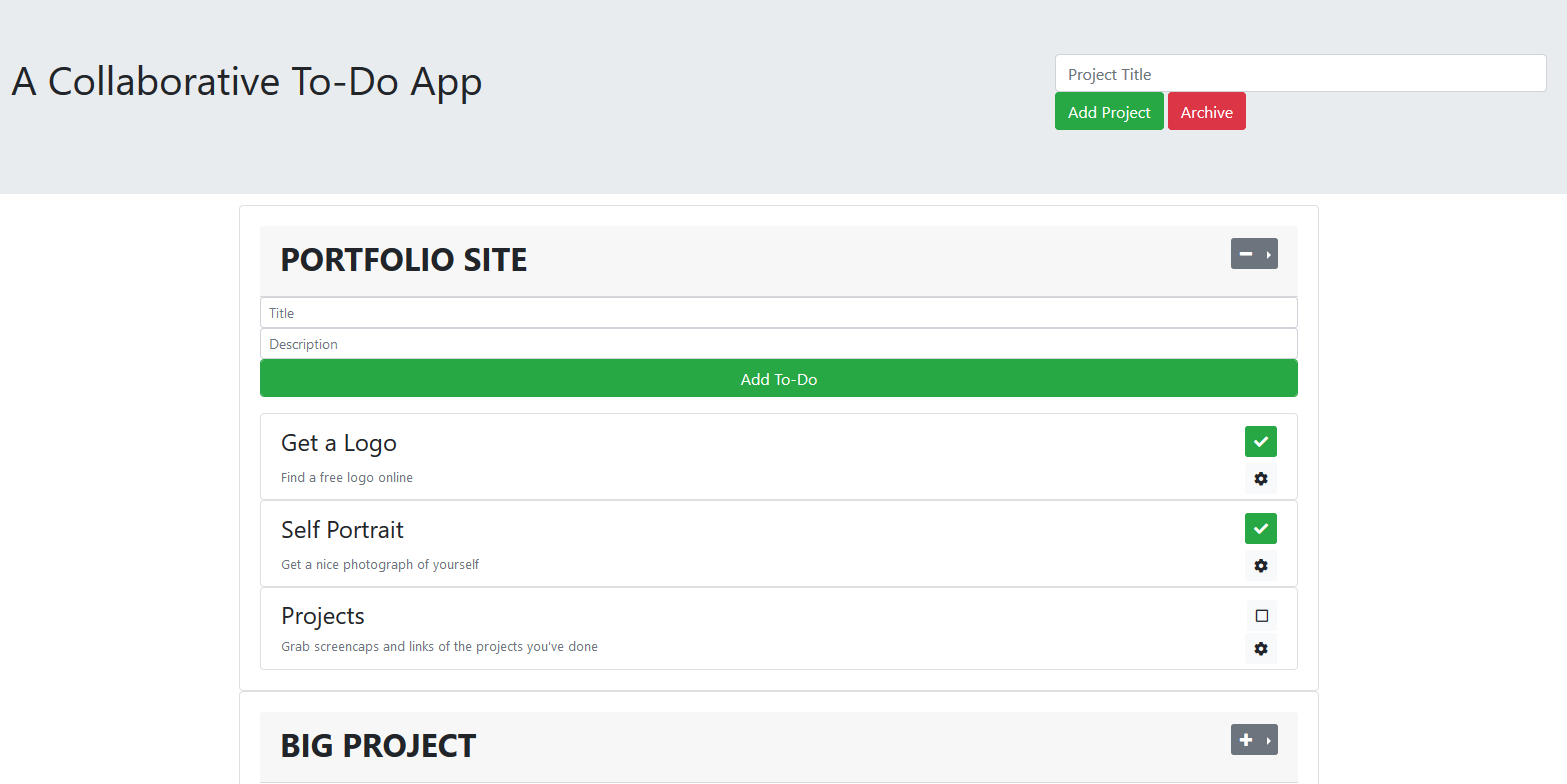 A Collaborative To-Do App
Project Title
Add Project Archive
PORTFOLIO SITE
Title
Description
Add To-Do
Get a Logo
Find a free logo online
Self Portrait
Get a nice photograph of yourself
Projects
Grab screencaps and links of the projects you've done
BIG PROJECT